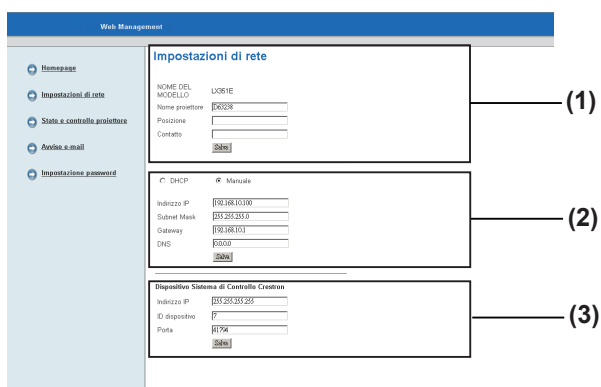 Web Management
Homepage
Impostazioni di rete
Stato e controllo proiettore
Avviso e-mail
Impostazione password
Impostazioni di rete
NOME DEL MODELLO LX351E
Nome proiettore D63238
Posizione
Contatto
Salva
(1)
DHCP Manuale
Indirizzo IP 192.168.10.100
Subnet Mask 255.255.255.0
Gateway 192.168.10.1
DNS 0.0.0.0
Salva
(2)
Dispositivo Sistema di Controllo Crestron
Indirizzo IP 255.255.255.255
ID dispositivo 7
Porta 41794
Salva
(3)